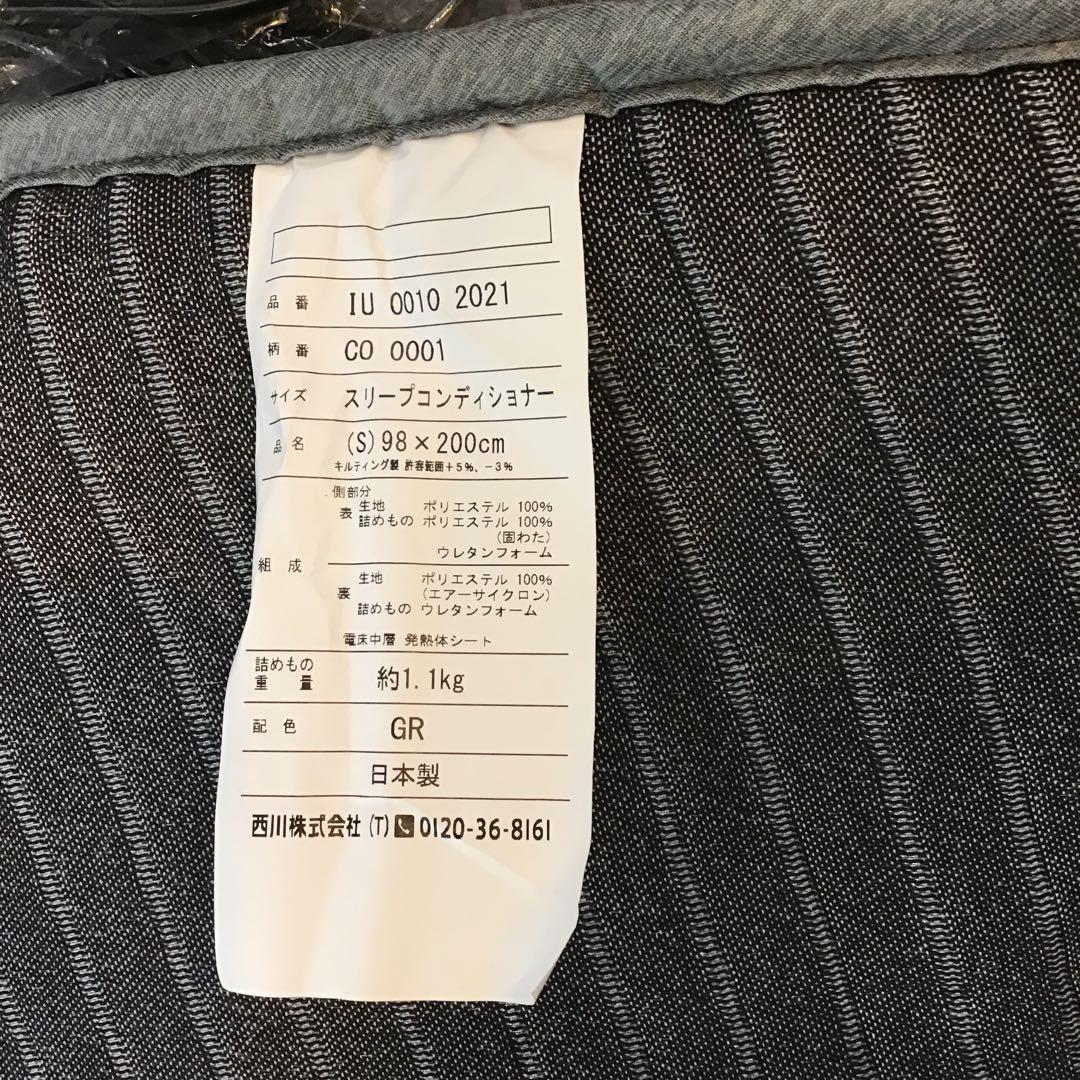 品番 IU 0010 2021
柄番 CO 0001
サイズ スリープコンディショナー
品名 (S)98×200cm
キルティング製 許容範囲+5%、-3%
側部分
表 生地 ポリエステル 100%
詰めもの ポリエステル 100%
(固わた)
ウレタンフォーム
組成
裏 生地 ポリエステル 100%
(エアーサイクロン)
詰めもの ウレタンフォーム
電床中層 発熱体シート
詰めもの
重量 約1.1kg
配色 GR
日本製
西川株式会社(T) 0120-36-8161